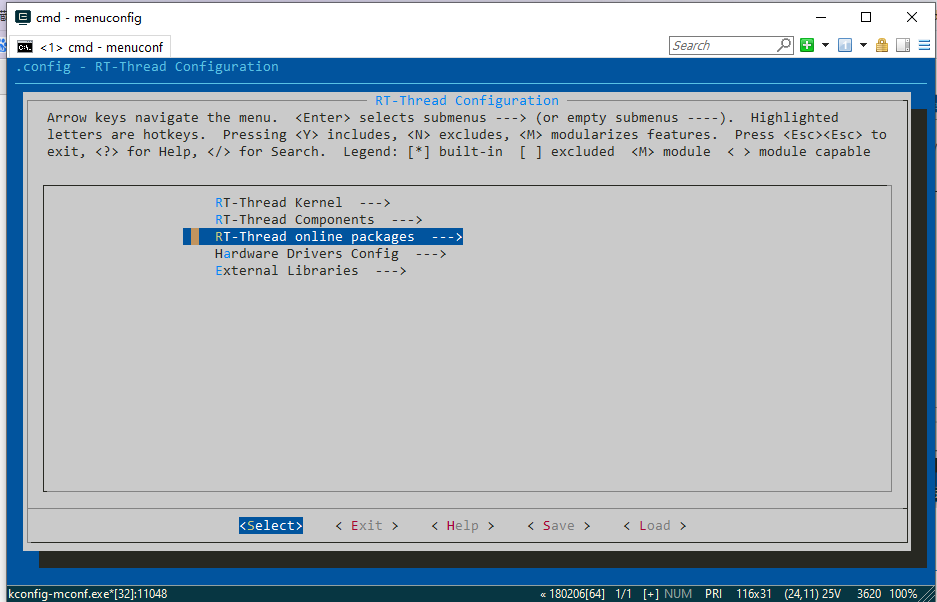 cmd - menuconfig
<1> cmd - menuconf
Search
.config - RT-Thread Configuration
RT-Thread Configuration
Arrow keys navigate the menu.  <Enter> selects submenus ---> (or empty submenus ----).  Highlighted
letters are hotkeys.  Pressing <Y> includes, <N> excludes, <M> modularizes features.  Press <Esc><Esc> to
exit, <?> for Help, </> for Search.  Legend: [*] built-in  [ ] excluded  <M> module  < > module capable
RT-Thread Kernel  --->
RT-Thread Components  --->
RT-Thread online packages  --->
Hardware Drivers Config  --->
External Libraries  --->
<Select>    < Exit >    < Help >    < Save >    < Load >
kconfig-mconf.exe*[32]:11048    « 180206[64]  1/1  [+] NUM  PRI  116x31  (24,11) 25V  3620  100%